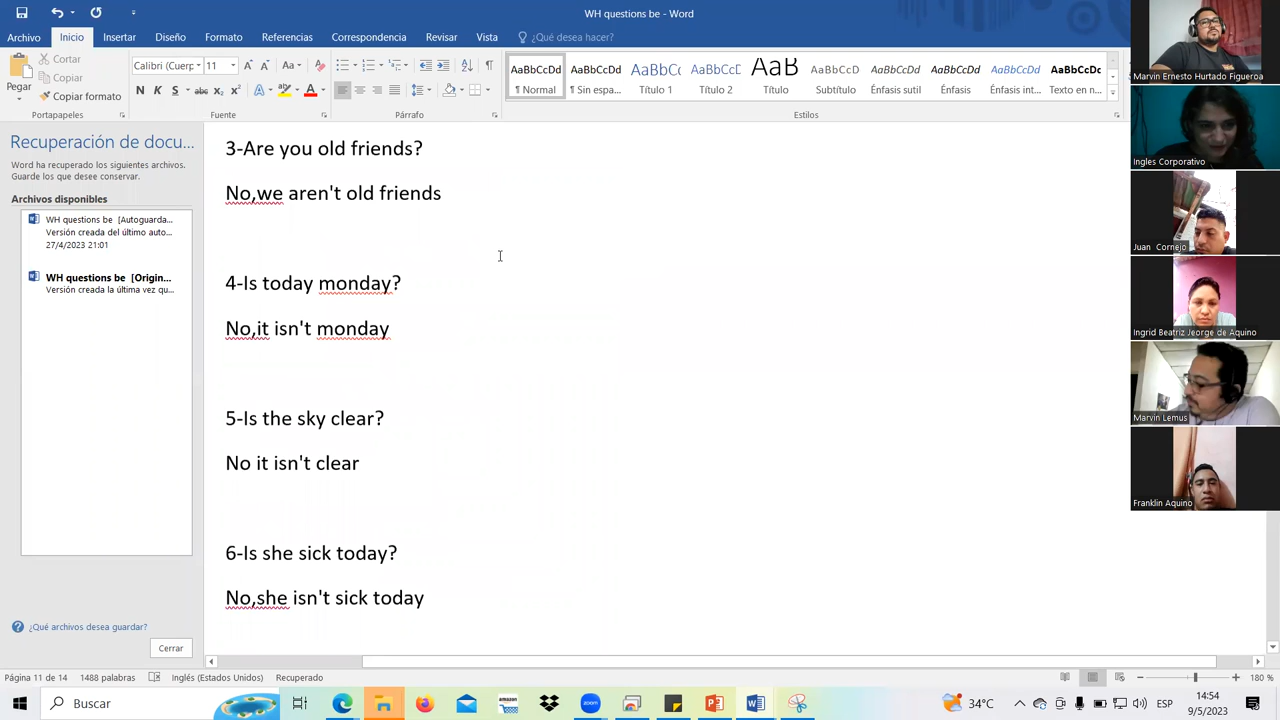 WH questions be - Word
Archivo Inicio Insertar Diseño Formato Referencias Correspondencia Revisar Vista ¿Qué desea hacer?
Pegar
Cortar
Copiar
Copiar formato
Portapapeles
Calibri (Cuerp 11
Fuente
Párrafo
AaBbCcDd AaBbCcDd AaBbCc AaBbCcC AaB AaBbCcD AaBbCcDd AaBbCcDd AaBbCcDd AaBbCcDc
¶ Normal ¶ Sin espa... Título 1 Título 2 Título Subtítulo Énfasis sutil Énfasis Énfasis int... Texto en n...
Estilos
Recuperación de docu...
Word ha recuperado los siguientes archivos.
Guarde los que desee conservar.
Archivos disponibles
WH questions be [Autoguarda...
Versión creada del último auto...
27/4/2023 21:01
WH questions be [Origin...
Versión creada la última vez qu...
¿Qué archivos desea guardar?
Cerrar
3-Are you old friends?
No,we aren't old friends
4-Is today monday?
No,it isn't monday
5-Is the sky clear?
No it isn't clear
6-Is she sick today?
No,she isn't sick today
Marvin Ernesto Hurtado Figueroa
Ingles Corporativo
Juan Cornejo
Ingrid Beatriz Jeorge de Aquino
Marvin Lemus
Franklin Aquino
Página 11 de 14 1488 palabras Inglés (Estados Unidos) Recuperado
180 %
Buscar
amazon
zoom
34°C
ESP
14:54
9/5/2023